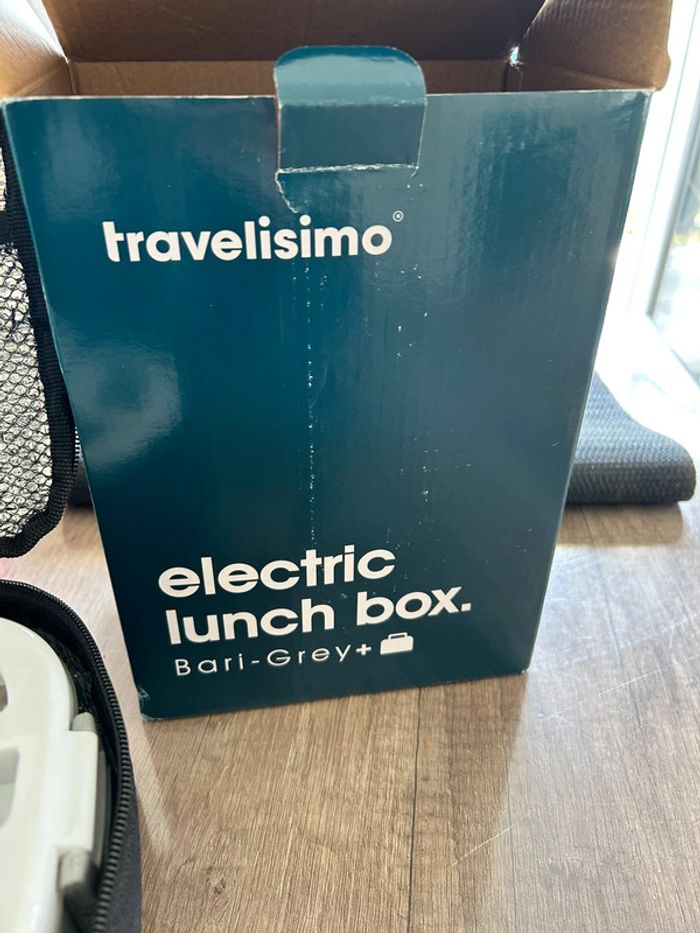 travelisimo®
electric
lunch box.
Bari-Grey+